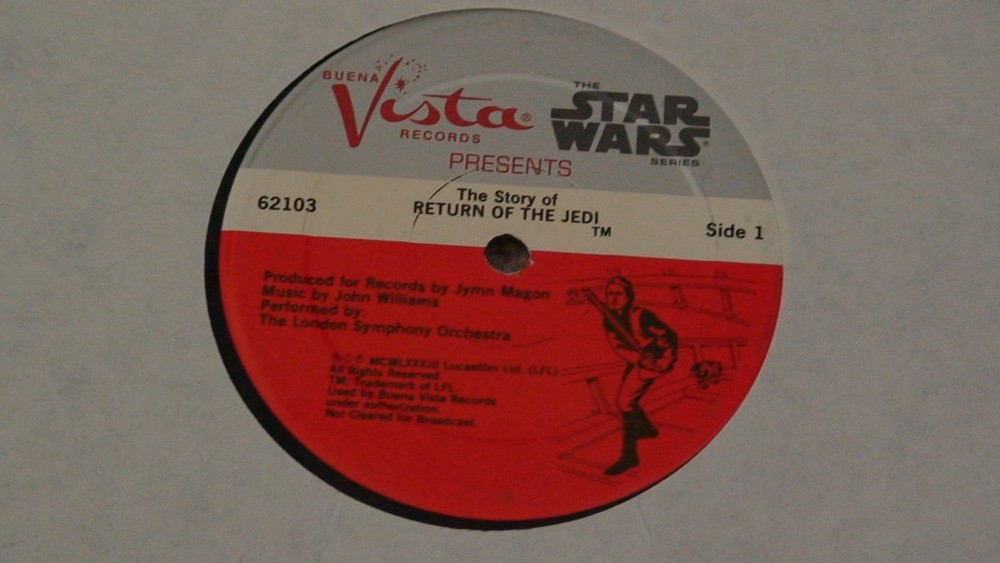 BUENA
Vista®
RECORDS
THE
STAR
WARS®
SERIES
PRESENTS
62103
The Story of
RETURN OF THE JEDI
TM
Side 1
Produced for Records by Jymn Magon
Music by John Williams
Performed by:
The London Symphony Orchestra
℗©Ⓟ MCMLXXXIII Lucasfilm Ltd. (LFL)
All Rights Reserved.
TM: Trademark of LFL.
Used by Buena Vista Records
under authorization.
Not Cleared for Broadcast.